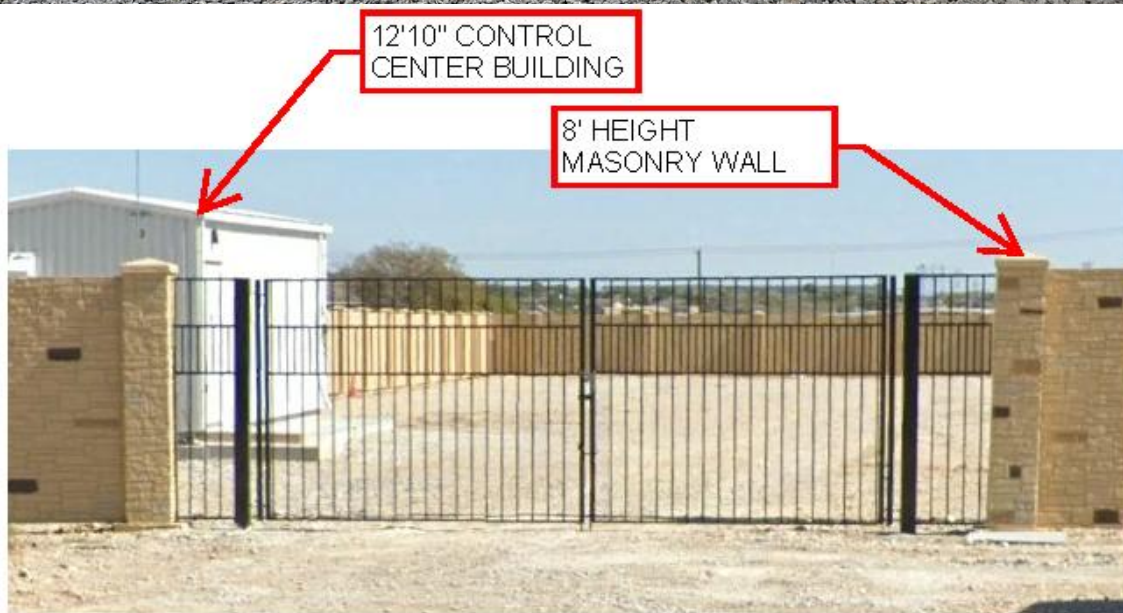 12'10" CONTROL
CENTER BUILDING
8' HEIGHT
MASONRY WALL